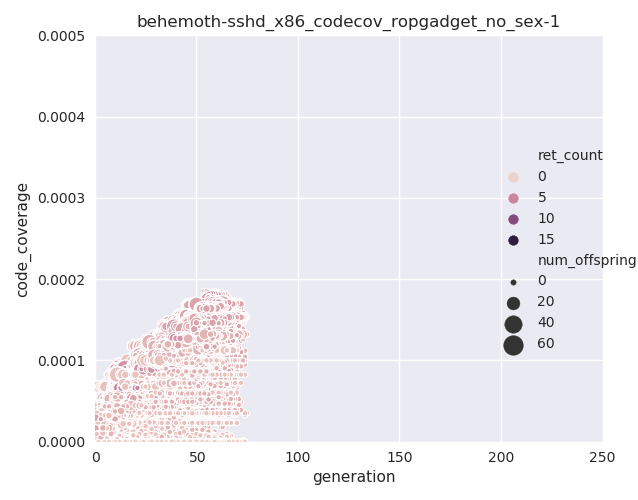 behemoth-sshd_x86_codecov_ropgadget_no_sex-1
0.0005
0.0004
0.0003
0.0002
0.0001
0.0000
code_coverage
ret_count
0
5
10
15
num_offspring
0
20
40
60
0 50 100 150 200 250
generation